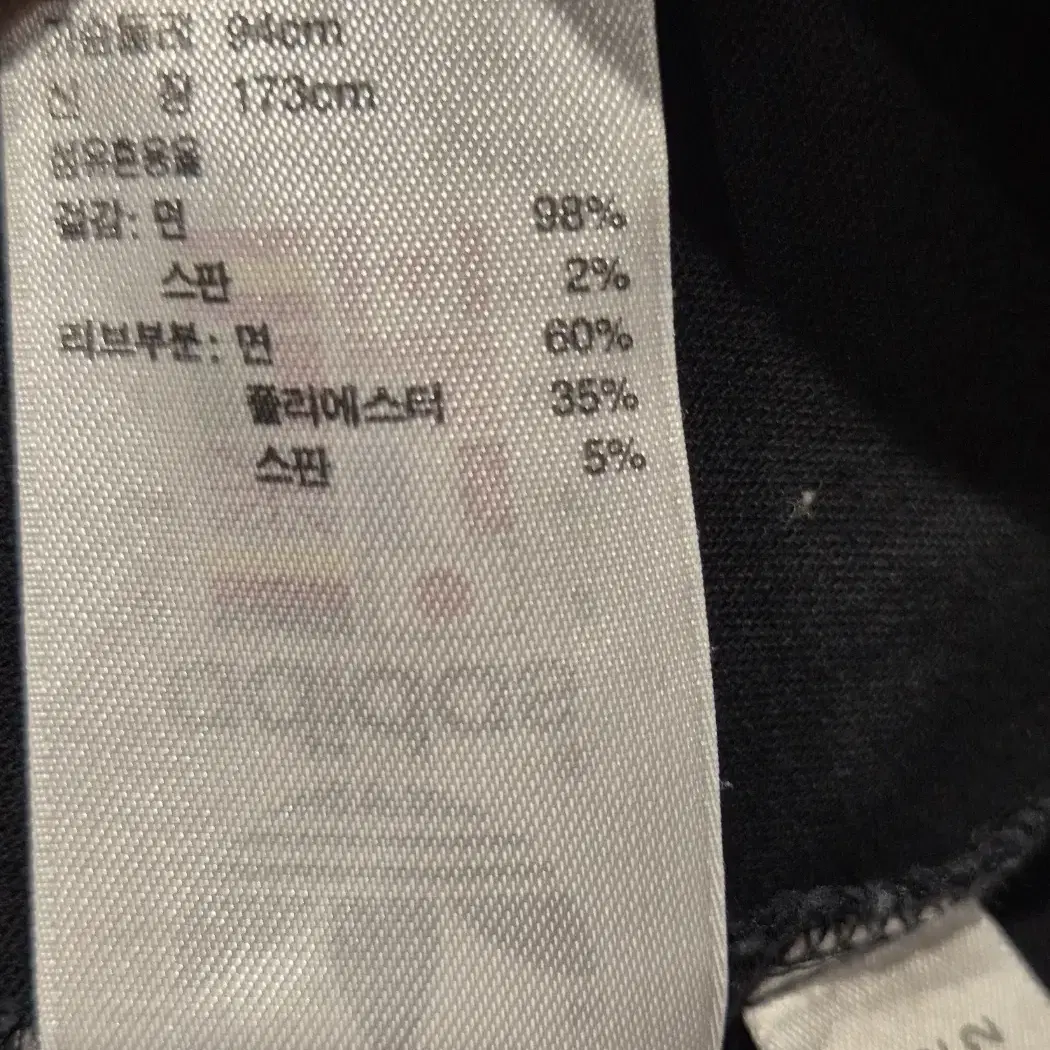 가슴둘레 94cm
신 장 173cm
섬유혼용율
겉감: 면 98%
스판 2%
리브부분: 면 60%
폴리에스터 35%
스판 5%